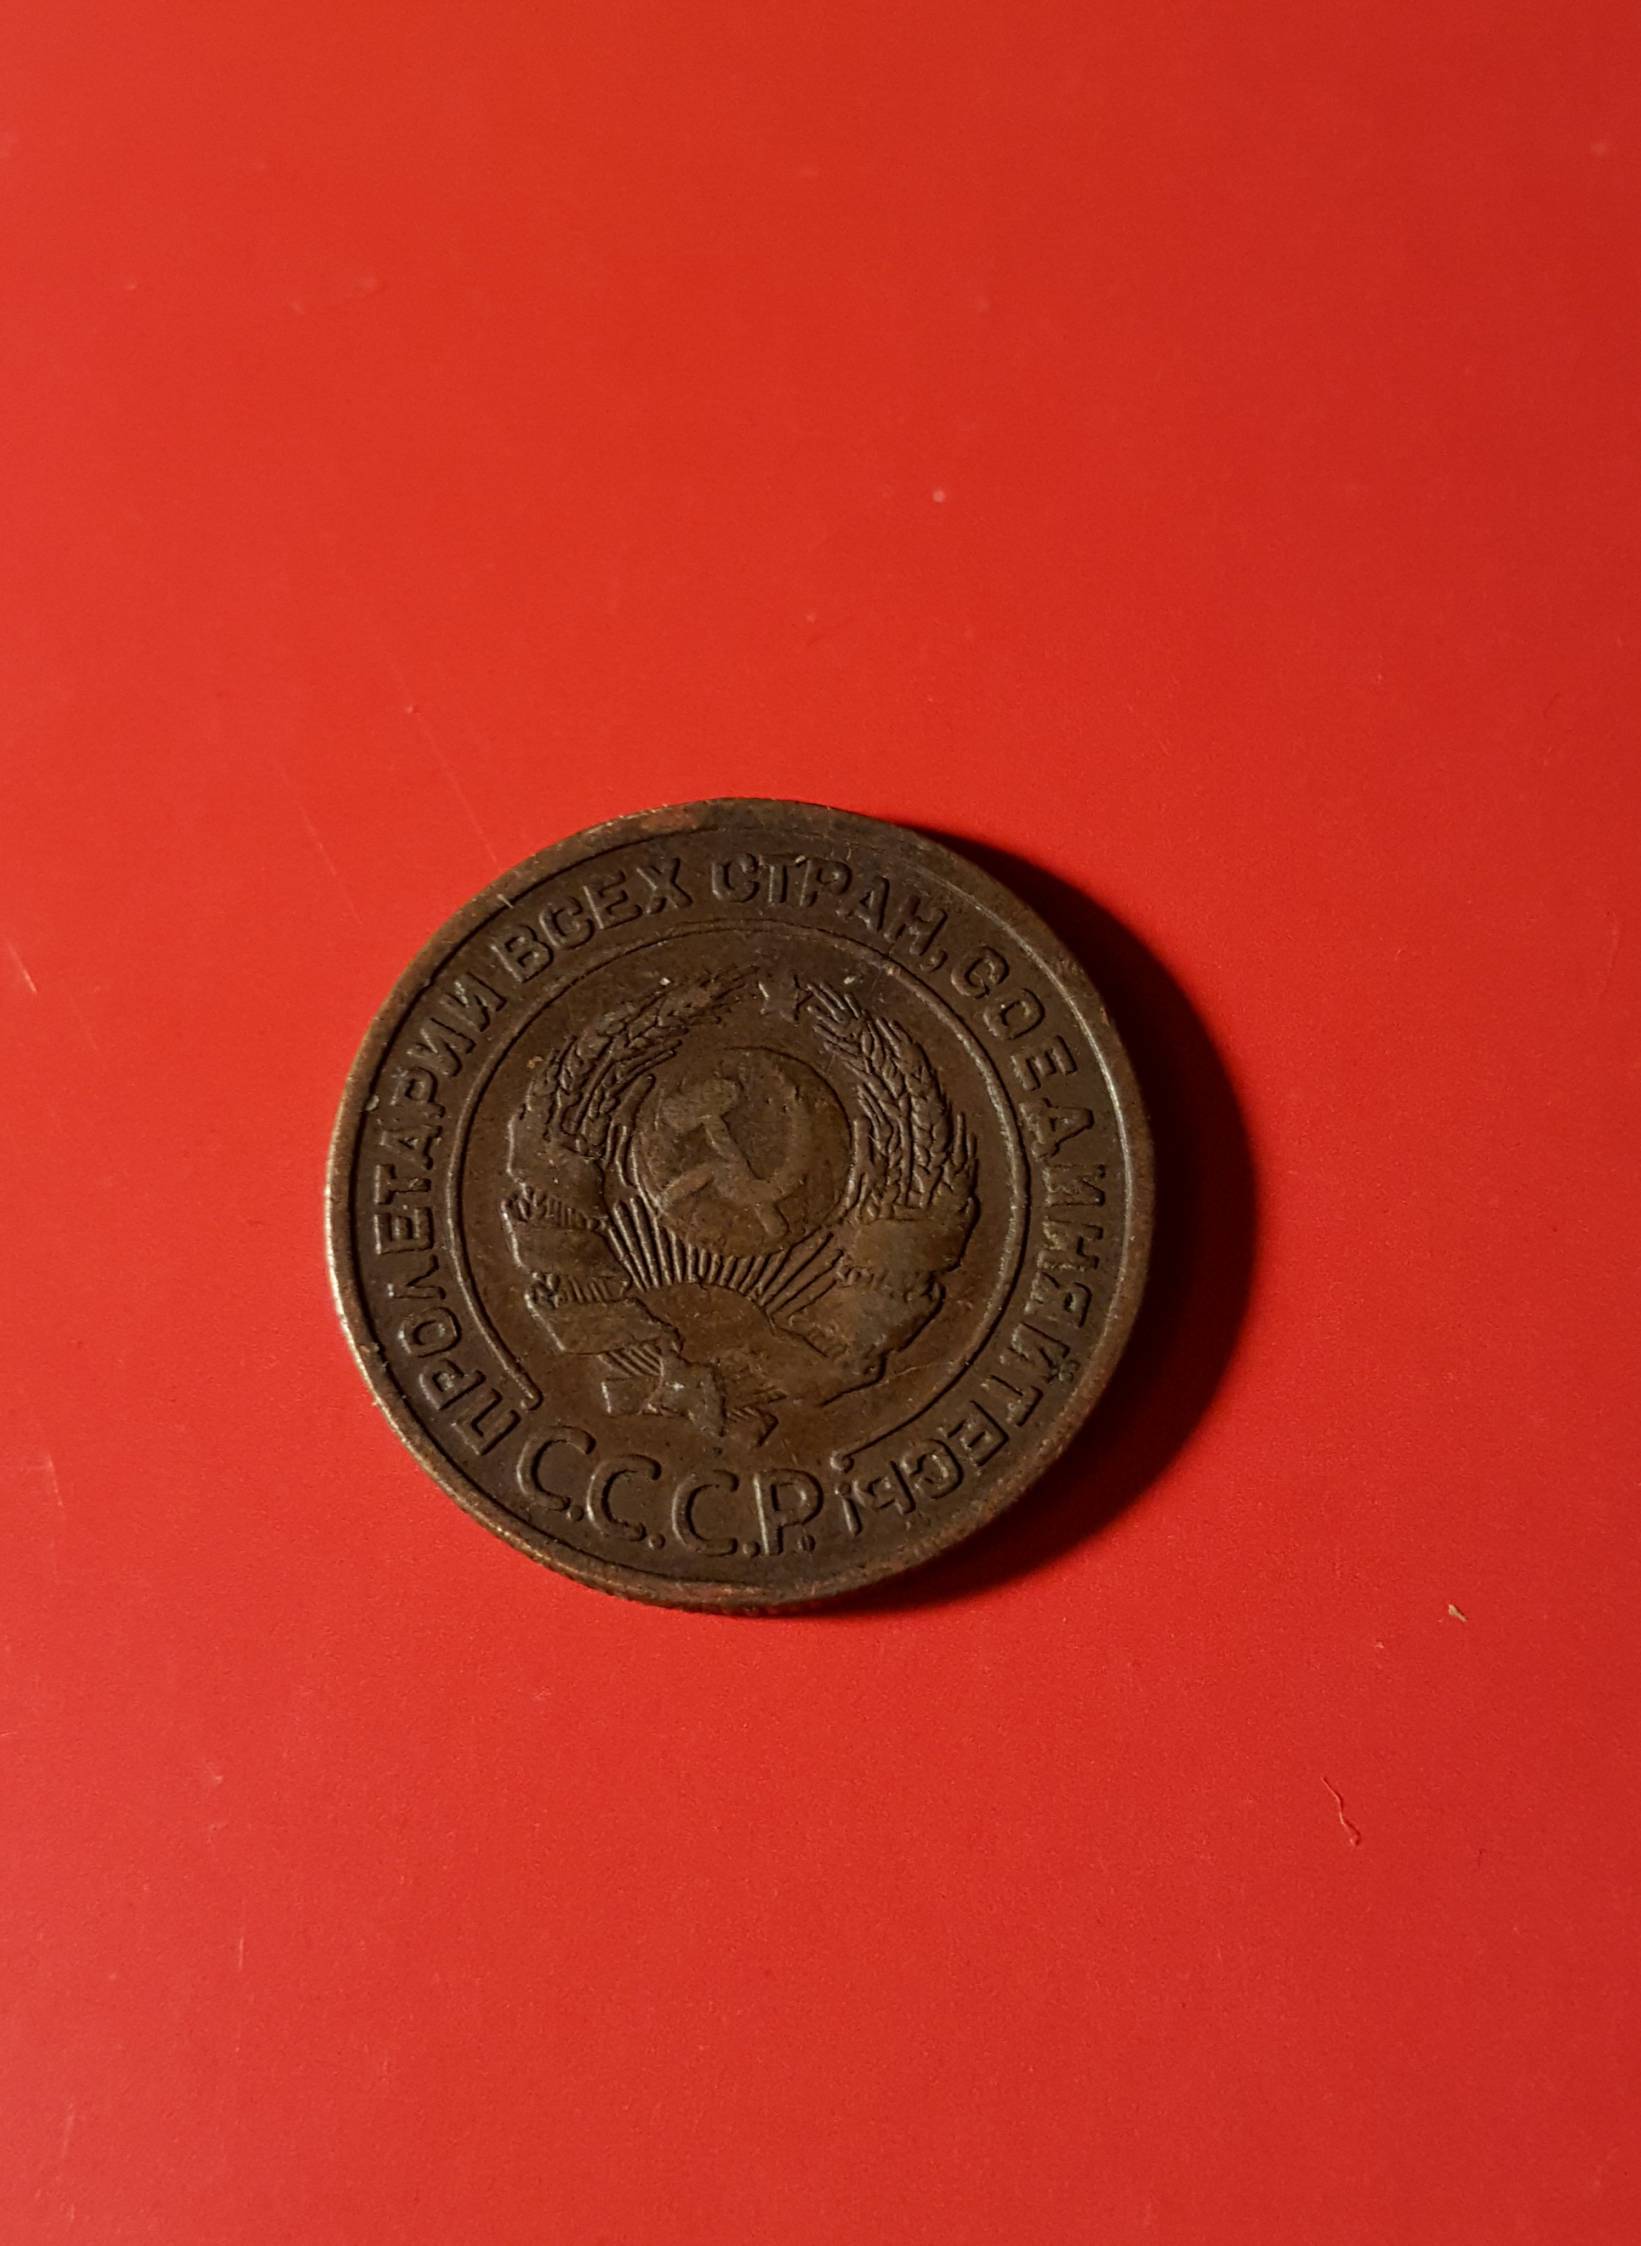 ПРОЛЕТАРИИ ВСЕХ СТРАН, СОЕДИНЯЙТЕСЬ!
С.С.С.Р.